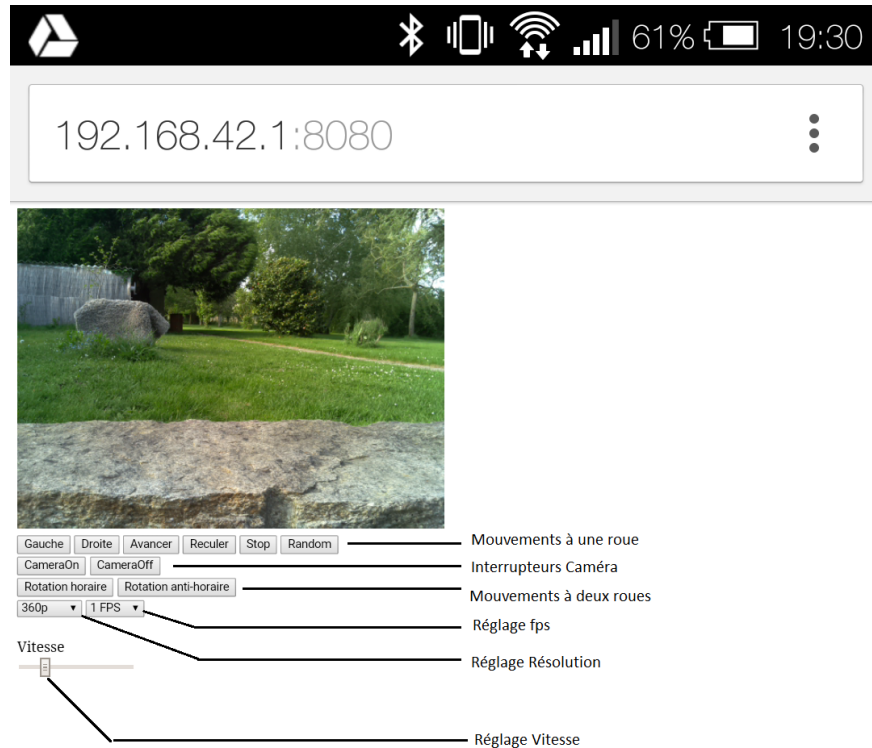 61% 19:30
192.168.42.1:8080
Gauche Droite Avancer Reculer Stop Random Mouvements à une roue
CameraOn CameraOff Interrupteurs Caméra
Rotation horaire Rotation anti-horaire Mouvements à deux roues
360p 1 FPS Réglage fps
Vitesse Réglage Résolution
Réglage Vitesse